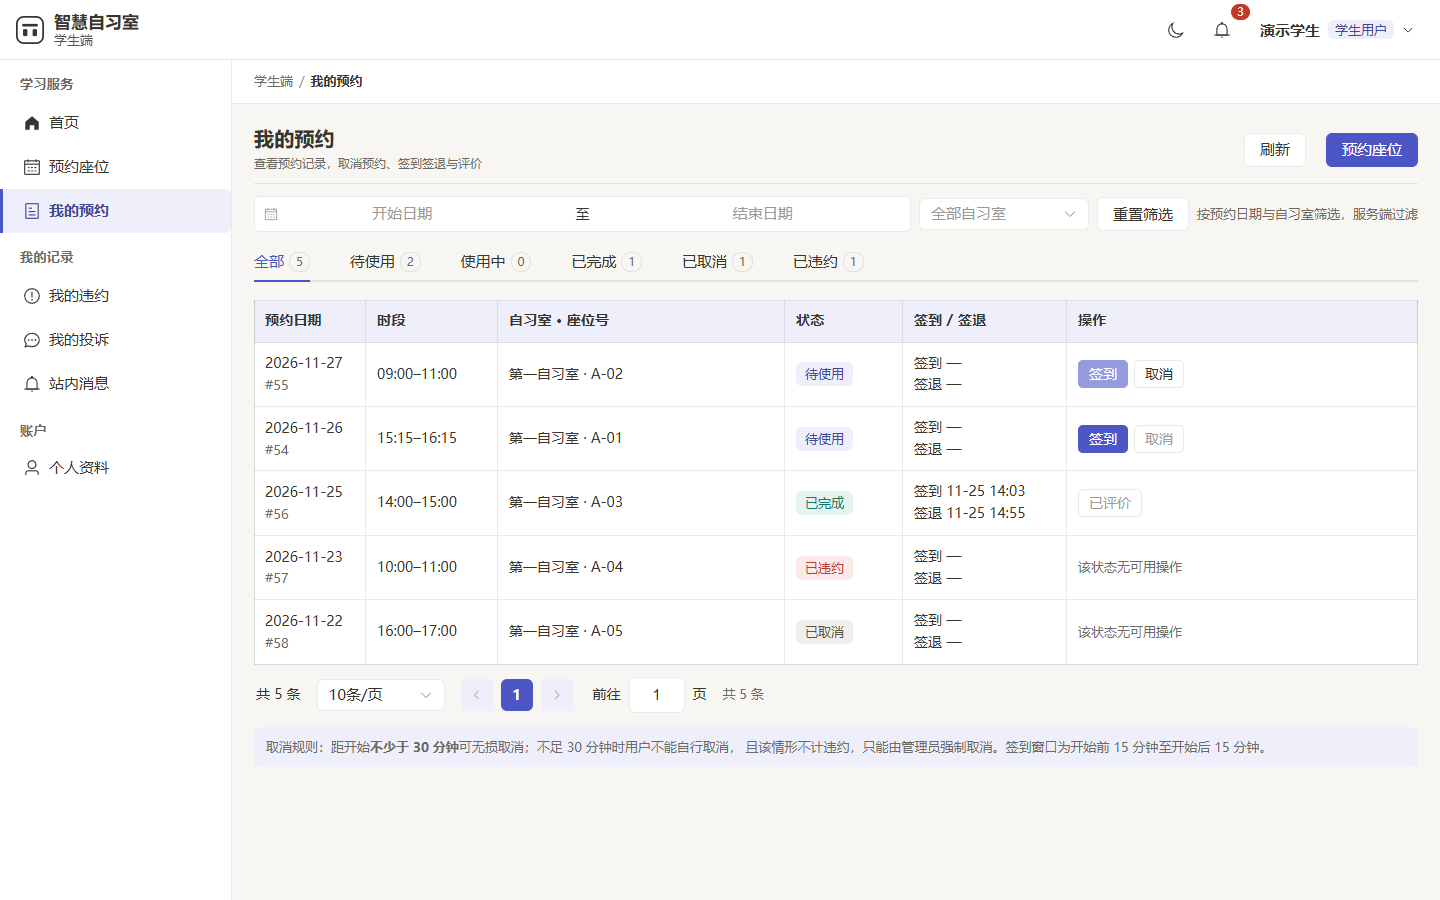 智慧自习室
学生端
3
演示学生 学生用户
学习服务
首页
预约座位
我的预约
我的记录
我的违约
我的投诉
站内消息
账户
个人资料
学生端 / 我的预约
我的预约
查看预约记录，取消预约、签到签退与评价
刷新 预约座位
开始日期 至 结束日期 全部自习室 重置筛选 按预约日期与自习室筛选，服务端过滤
全部 5 待使用 2 使用中 0 已完成 1 已取消 1 已违约 1
预约日期 时段 自习室 • 座位号 状态 签到 / 签退 操作
2026-11-27
#55
09:00–11:00 第一自习室 · A-02 待使用
签到 —
签退 —
签到 取消
2026-11-26
#54
15:15–16:15 第一自习室 · A-01 待使用
签到 —
签退 —
签到 取消
2026-11-25
#56
14:00–15:00 第一自习室 · A-03 已完成
签到 11-25 14:03
签退 11-25 14:55
已评价
2026-11-23
#57
10:00–11:00 第一自习室 · A-04 已违约
签到 —
签退 —
该状态无可用操作
2026-11-22
#58
16:00–17:00 第一自习室 · A-05 已取消
签到 —
签退 —
该状态无可用操作
共 5 条 10条/页 1 前往 1 页 共 5 条
取消规则：距开始不少于 30 分钟可无损取消；不足 30 分钟时用户不能自行取消， 且该情形不计违约，只能由管理员强制取消。签到窗口为开始前 15 分钟至开始后 15 分钟。